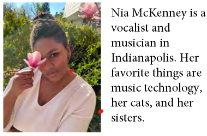 Nia McKenney is a
vocalist and
musician in
Indianapolis. Her
favorite things are
music technology,
her cats, and her
sisters.